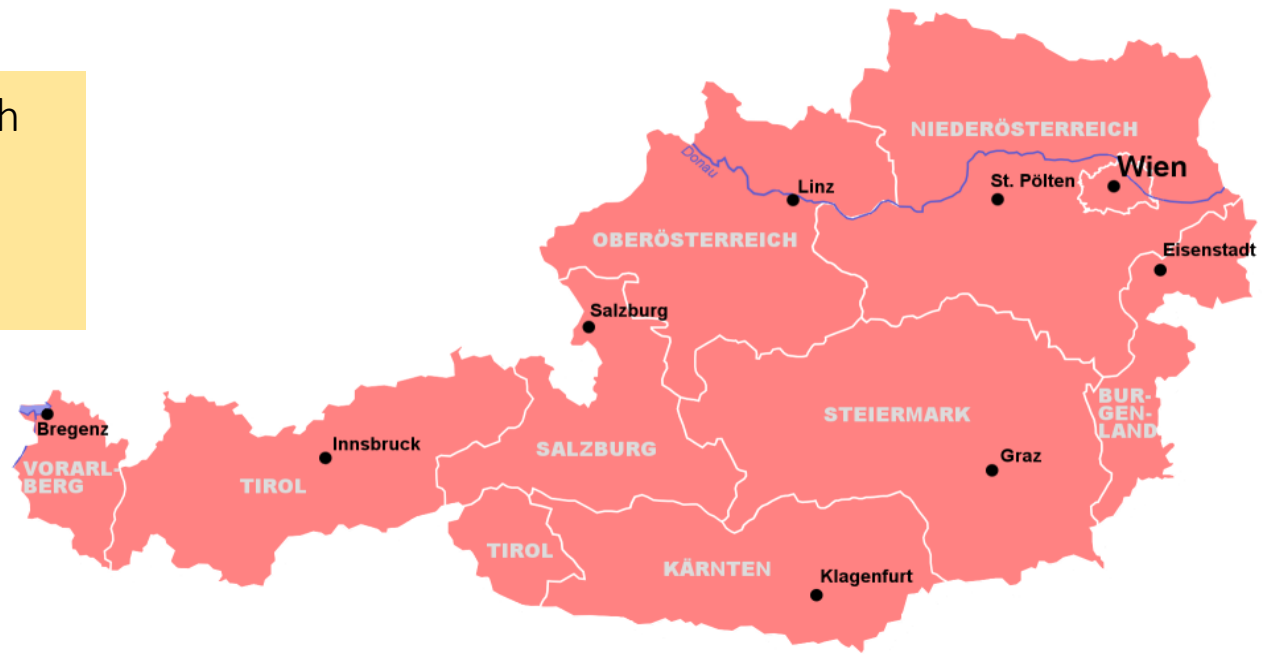 h
NIEDERÖSTERREICH
Wien
Donau
St. Pölten
Linz
OBERÖSTERREICH
Eisenstadt
Salzburg
BUR-
GEN-
LAND
STEIERMARK
Bregenz
Innsbruck
SALZBURG
Graz
VORARL-
BERG
TIROL
TIROL
KÄRNTEN
Klagenfurt